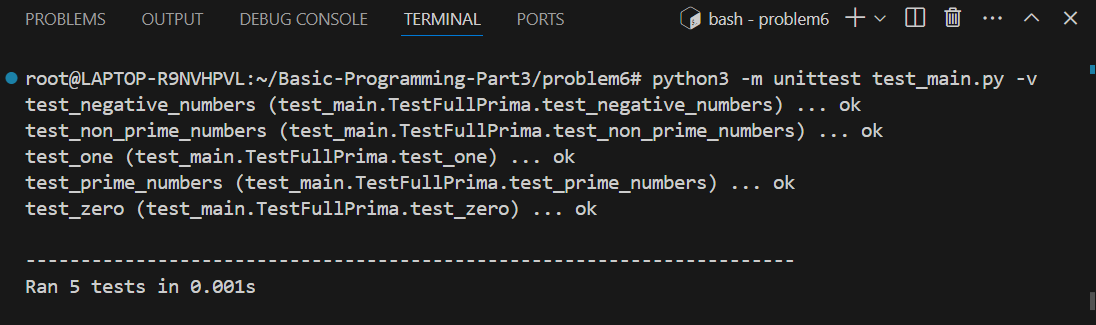 PROBLEMS OUTPUT DEBUG CONSOLE TERMINAL PORTS bash - problem6
root@LAPTOP-R9NVHPVL:~/Basic-Programming-Part3/problem6# python3 -m unittest test_main.py -v
test_negative_numbers (test_main.TestFullPrima.test_negative_numbers) ... ok
test_non_prime_numbers (test_main.TestFullPrima.test_non_prime_numbers) ... ok
test_one (test_main.TestFullPrima.test_one) ... ok
test_prime_numbers (test_main.TestFullPrima.test_prime_numbers) ... ok
test_zero (test_main.TestFullPrima.test_zero) ... ok
----------------------------------------------------------------------
Ran 5 tests in 0.001s